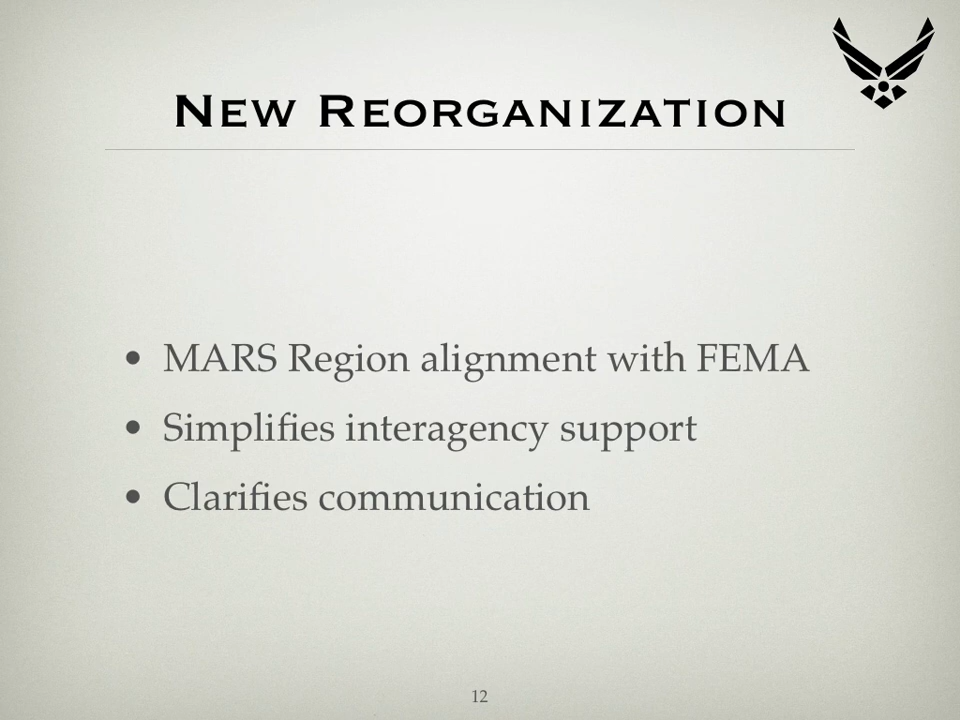 New Reorganization
• MARS Region alignment with FEMA
• Simplifies interagency support
• Clarifies communication
12